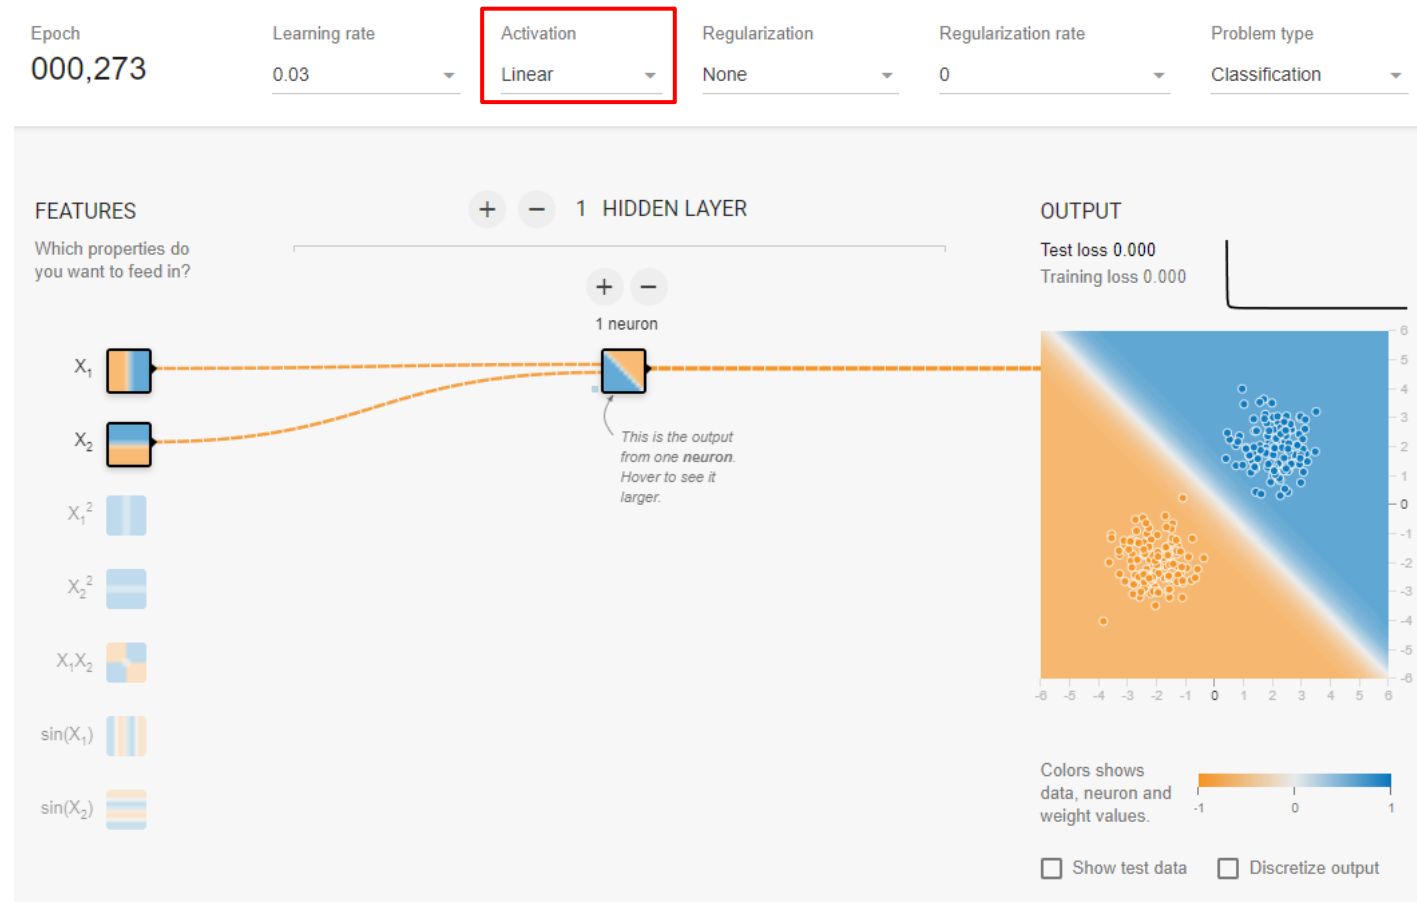 Epoch
000,273
Learning rate
0.03
Activation
Linear
Regularization
None
Regularization rate
0
Problem type
Classification
FEATURES
Which properties do
you want to feed in?
+ − 1 HIDDEN LAYER
+ −
1 neuron
X1
X2
X1^2
X2^2
X1X2
sin(X1)
sin(X2)
This is the output
from one neuron.
Hover to see it
larger.
OUTPUT
Test loss 0.000
Training loss 0.000
6
5
4
3
2
1
0
-1
-2
-3
-4
-5
-6
-6 -5 -4 -3 -2 -1 0 1 2 3 4 5 6
Colors shows
data, neuron and
weight values.
-1 0 1
Show test data
Discretize output